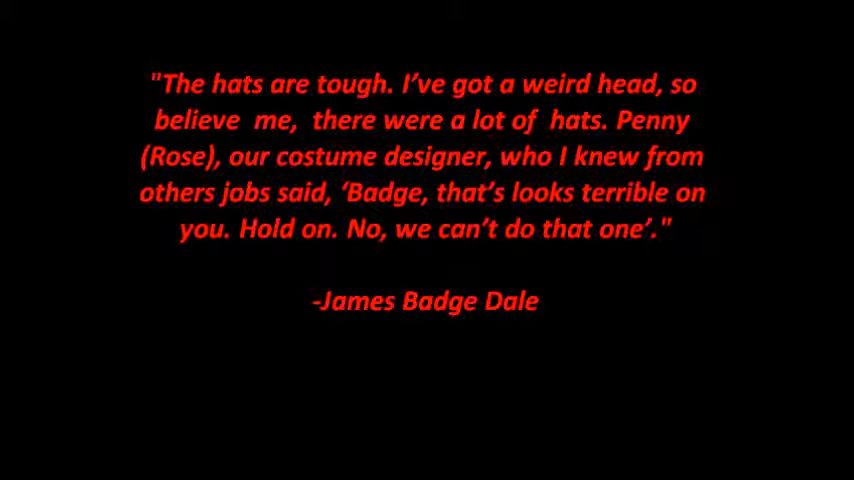 "The hats are tough. I’ve got a weird head, so
believe  me,  there were a lot of  hats. Penny
(Rose), our costume designer, who I knew from
others jobs said, ‘Badge, that’s looks terrible on
you. Hold on. No, we can’t do that one’."
-James Badge Dale